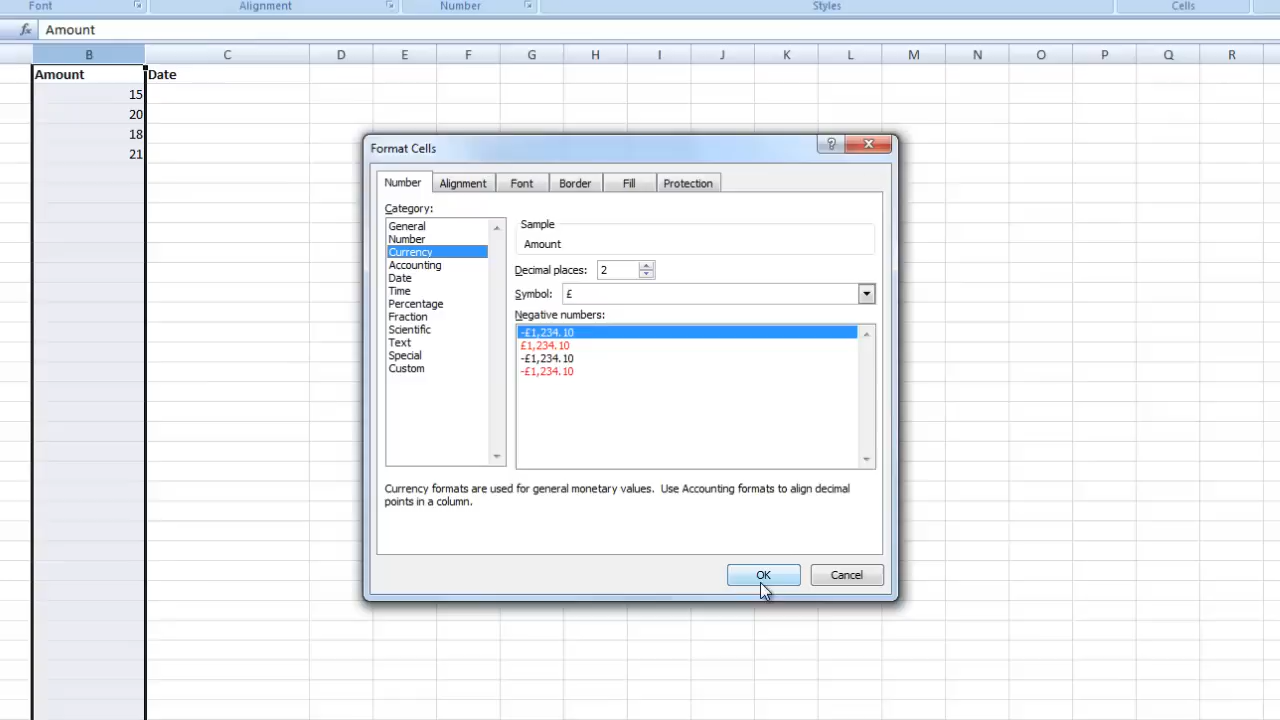 Font Alignment Number Styles Cells
fx Amount
B C D E F G H I J K L M N O P Q R
Amount Date
15
20
18
21
Format Cells
?
Number Alignment Font Border Fill Protection
Category:
General
Number
Currency
Accounting
Date
Time
Percentage
Fraction
Scientific
Text
Special
Custom
Sample
Amount
Decimal places: 2
Symbol: £
Negative numbers:
-£1,234.10
£1,234.10
-£1,234.10
-£1,234.10
Currency formats are used for general monetary values. Use Accounting formats to align decimal
points in a column.
OK Cancel